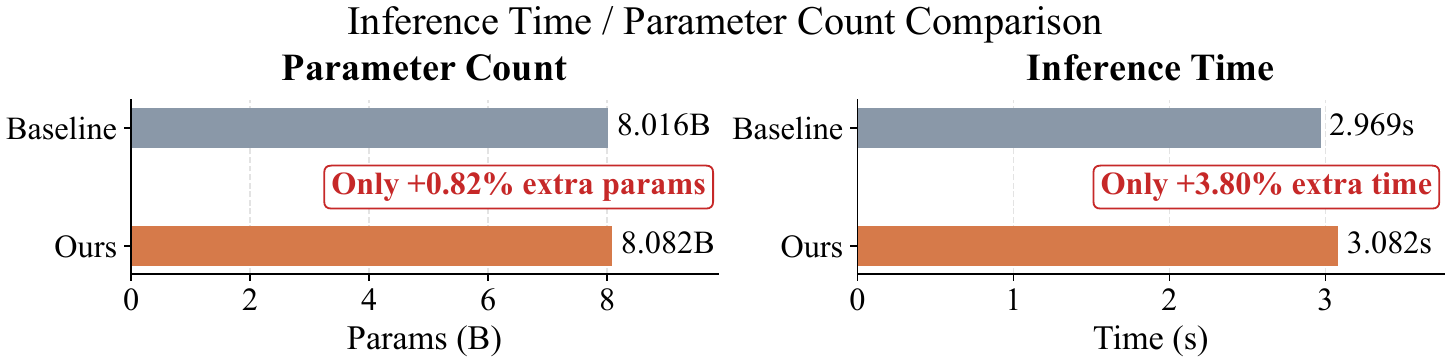 Inference Time / Parameter Count Comparison
Parameter Count
Baseline
8.016B
Only +0.82% extra params
Ours
8.082B
0 2 4 6 8
Params (B)
Inference Time
Baseline
2.969s
Only +3.80% extra time
Ours
3.082s
0 1 2 3
Time (s)